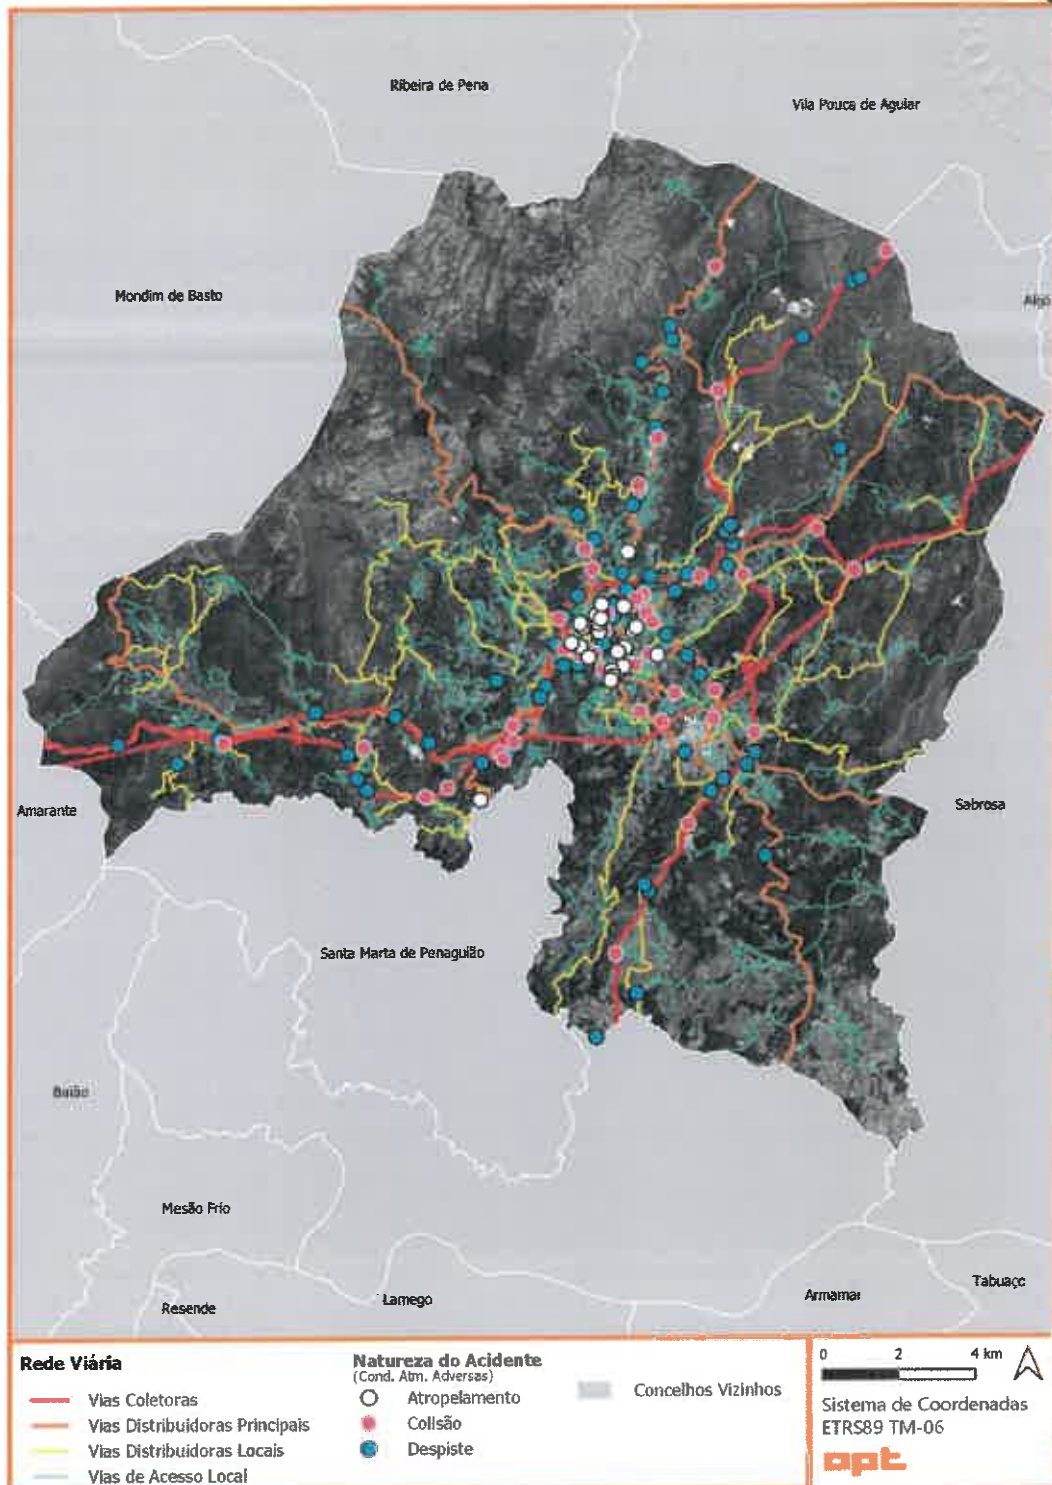 Ribeira de Pena
Vila Pouca de Aguiar
Mondim de Basto
Amarante
Sabrosa
Santa Marta de Penaguião
Baião
Mesão Frio
Resende
Lamego
Armamar
Tabuaço
Rede Viária
Vias Coletoras
Vias Distribuidoras Principais
Vias Distribuidoras Locais
Vias de Acesso Local
Natureza do Acidente
(Cond. Atm. Adversas)
Atropelamento
Colisão
Despiste
Concelhos Vizinhos
0 2 4 km
Sistema de Coordenadas
ETRS89 TM-06
opt